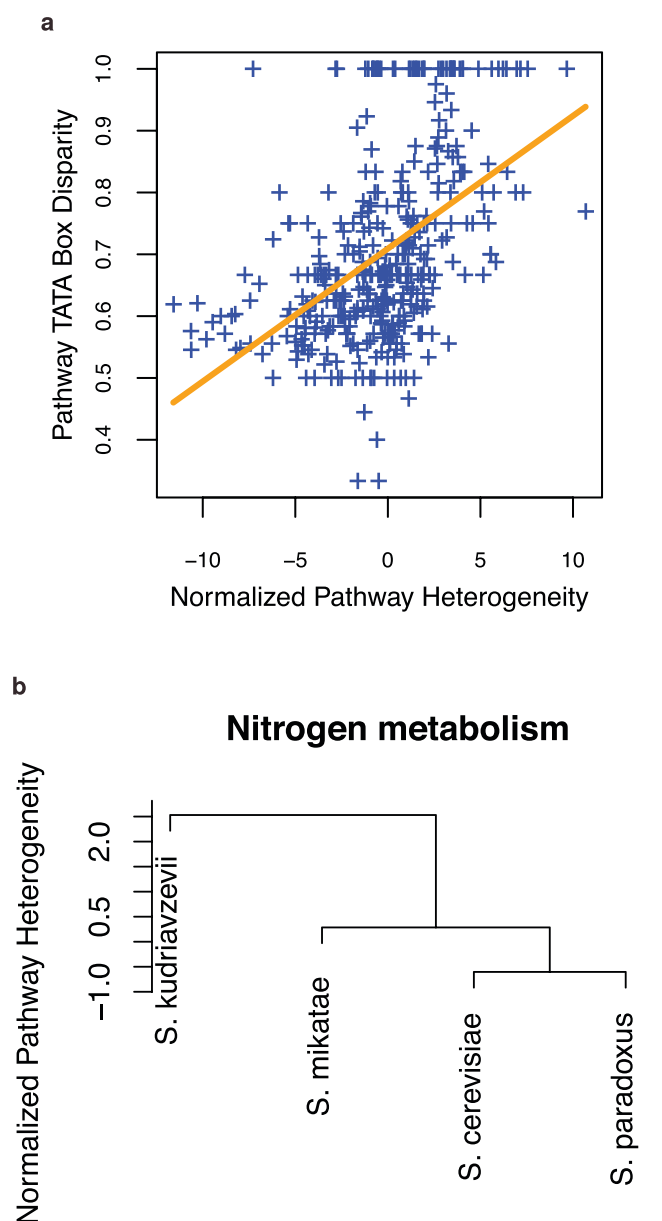 a
Pathway TATA Box Disparity
1.0
0.9
0.8
0.7
0.6
0.5
0.4
−10 −5 0 5 10
Normalized Pathway Heterogeneity
b
Nitrogen metabolism
Normalized Pathway Heterogeneity
2.0
0.5
−1.0
S. kudriavzevii
S. mikatae
S. cerevisiae
S. paradoxus